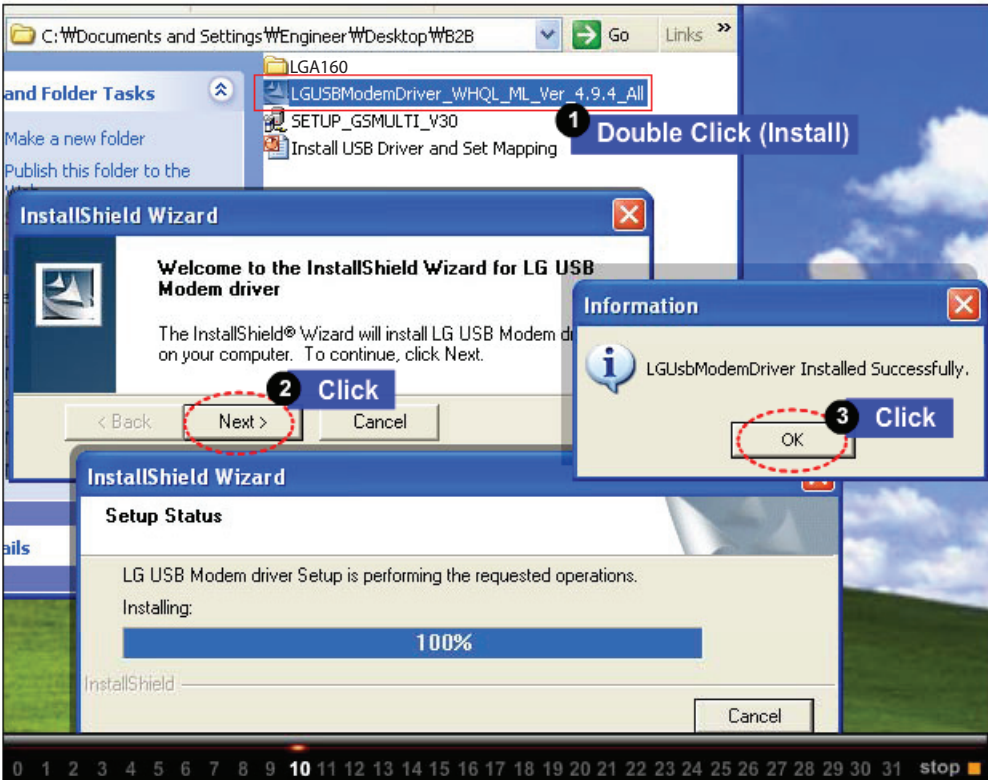 C:₩Documents and Settings₩Engineer₩Desktop₩B2B
Go
Links »
and Folder Tasks
Make a new folder
Publish this folder to the
LGA160
LGUSBModemDriver_WHQL_ML_Ver_4.9.4_All
SETUP_GSMULTI_V30
Install USB Driver and Set Mapping
1 Double Click (Install)
InstallShield Wizard
Welcome to the InstallShield Wizard for LG USB
Modem driver
The InstallShield® Wizard will install LG USB Modem
on your computer. To continue, click Next.
2 Click
< Back
Next >
Cancel
Information
LGUsbModemDriver Installed Successfully.
3 Click
OK
InstallShield Wizard
Setup Status
ails
LG USB Modem driver Setup is performing the requested operations.
Installing:
100%
InstallShield
Cancel
0 1 2 3 4 5 6 7 8 9 10 11 12 13 14 15 16 17 18 19 20 21 22 23 24 25 26 27 28 29 30 31 stop